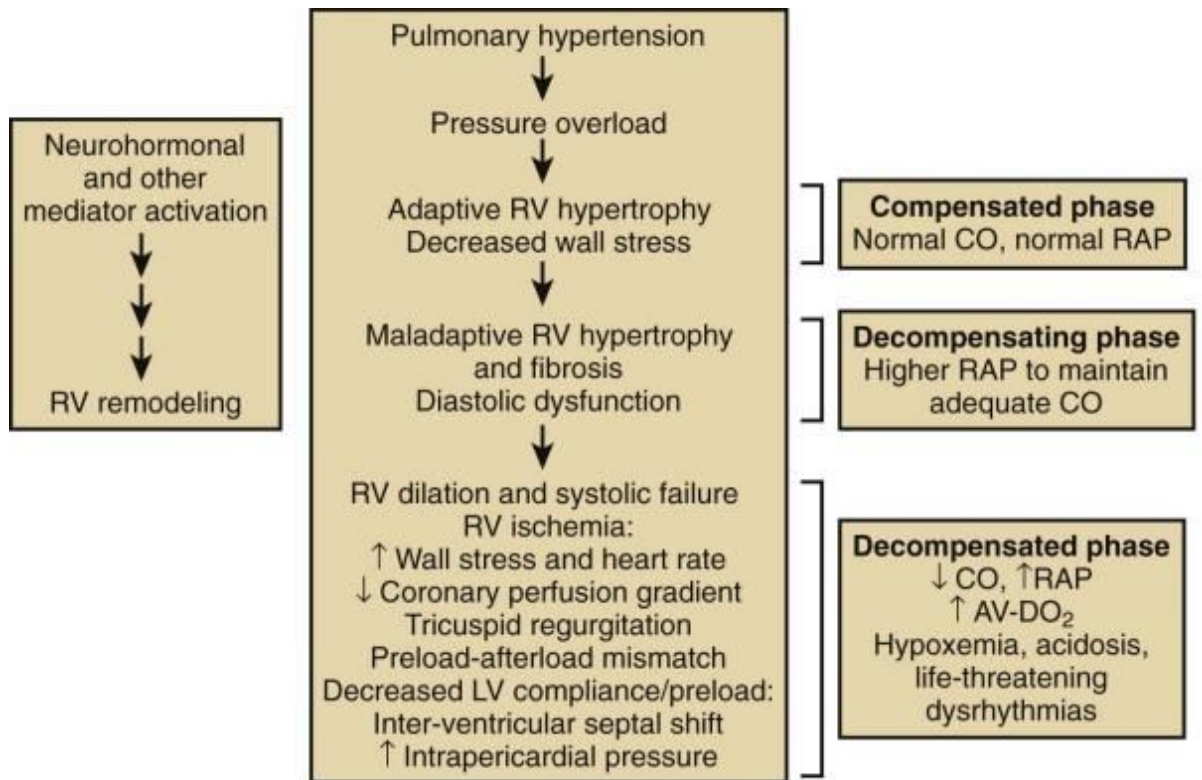 Neurohormonal
and other
mediator activation
RV remodeling
Pulmonary hypertension
Pressure overload
Adaptive RV hypertrophy
Decreased wall stress
Maladaptive RV hypertrophy
and fibrosis
Diastolic dysfunction
RV dilation and systolic failure
RV ischemia:
↑ Wall stress and heart rate
↓ Coronary perfusion gradient
Tricuspid regurgitation
Preload-afterload mismatch
Decreased LV compliance/preload:
Inter-ventricular septal shift
↑ Intrapericardial pressure
Compensated phase
Normal CO, normal RAP
Decompensating phase
Higher RAP to maintain
adequate CO
Decompensated phase
↓ CO, ↑RAP
↑ AV-DO₂
Hypoxemia, acidosis,
life-threatening
dysrhythmias